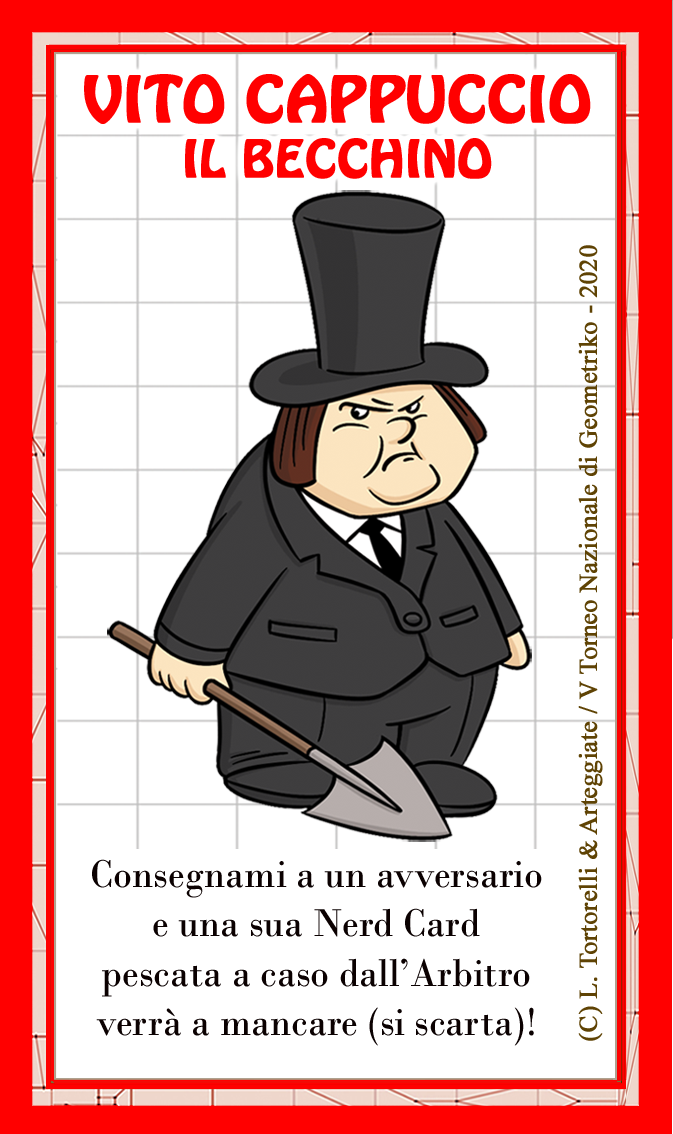 VITO CAPPUCCIO
IL BECCHINO
Consegnami a un avversario
e una sua Nerd Card
pescata a caso dall'Arbitro
verrà a mancare (si scarta)!
(C) L. Tortorelli & Arteggiate / V Torneo Nazionale di Geometriko - 2020